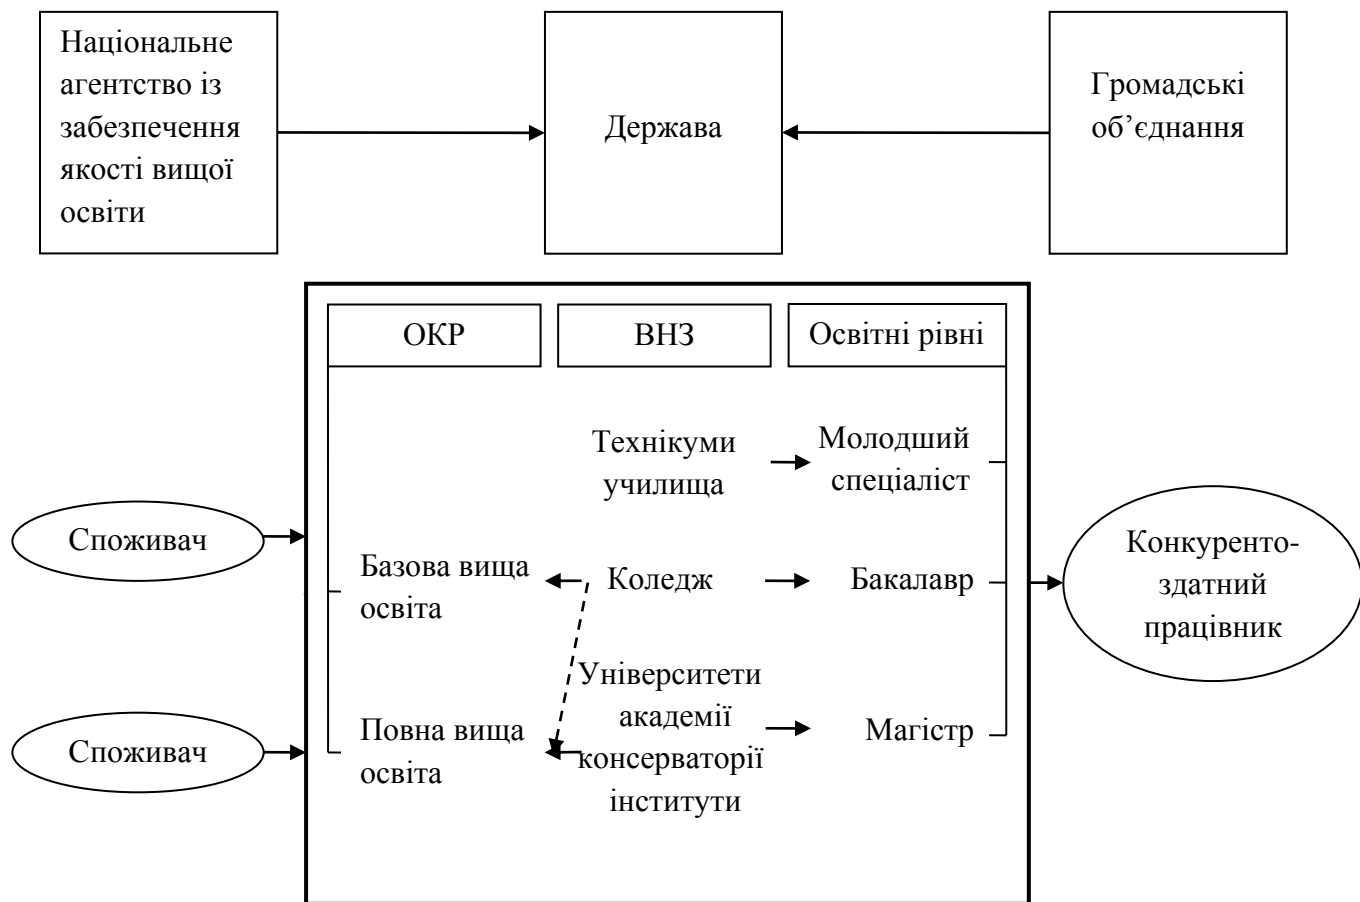 Національне
агентство із
забезпечення
якості вищої
освіти
Держава
Громадські
об’єднання
ОКР
ВНЗ
Освітні рівні
Технікуми
училища
Молодший
спеціаліст
Споживач
Базова вища
освіта
Коледж
Бакалавр
Конкуренто-
здатний
працівник
Споживач
Повна вища
освіта
Університети
академії
консерваторії
інститути
Магістр